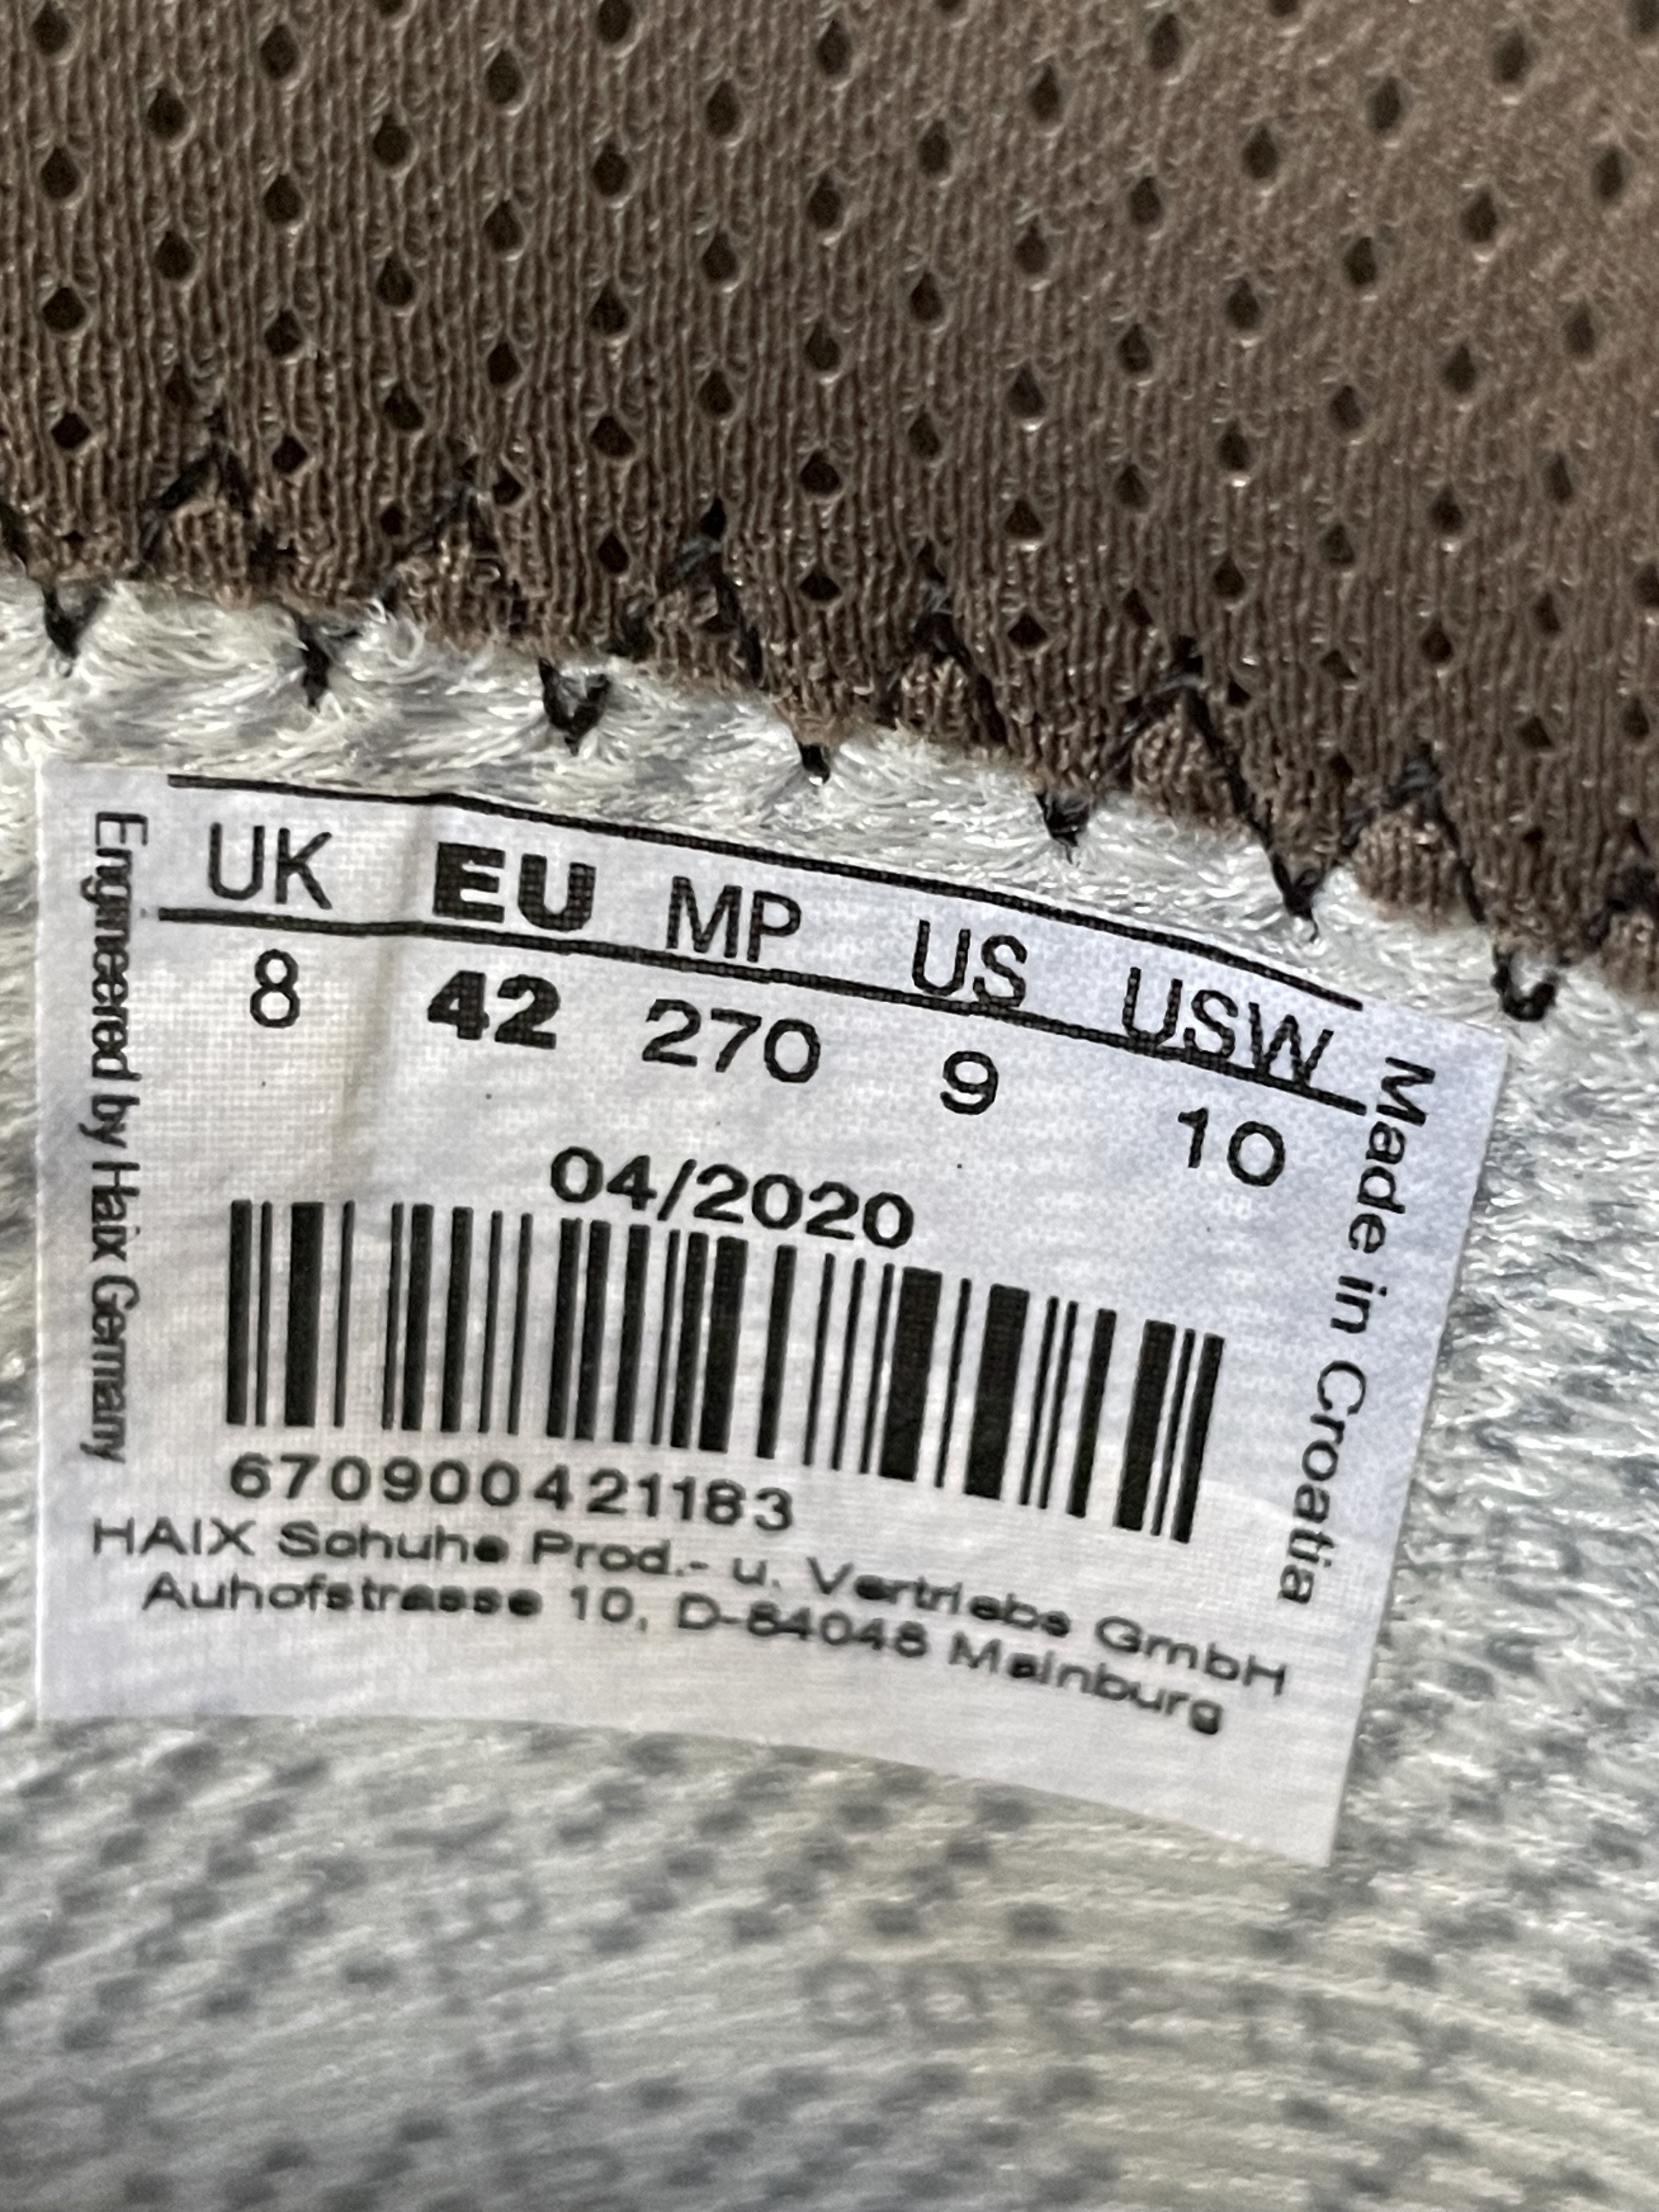 UK EU MP US USW
8 42 270 9 10
04/2020
670900421183
HAIX Schuhe Prod.- u. Vertriebs GmbH
Auhofstrasse 10, D-84048 Mainburg
Engineered by Haix Germany
Made in Croatia